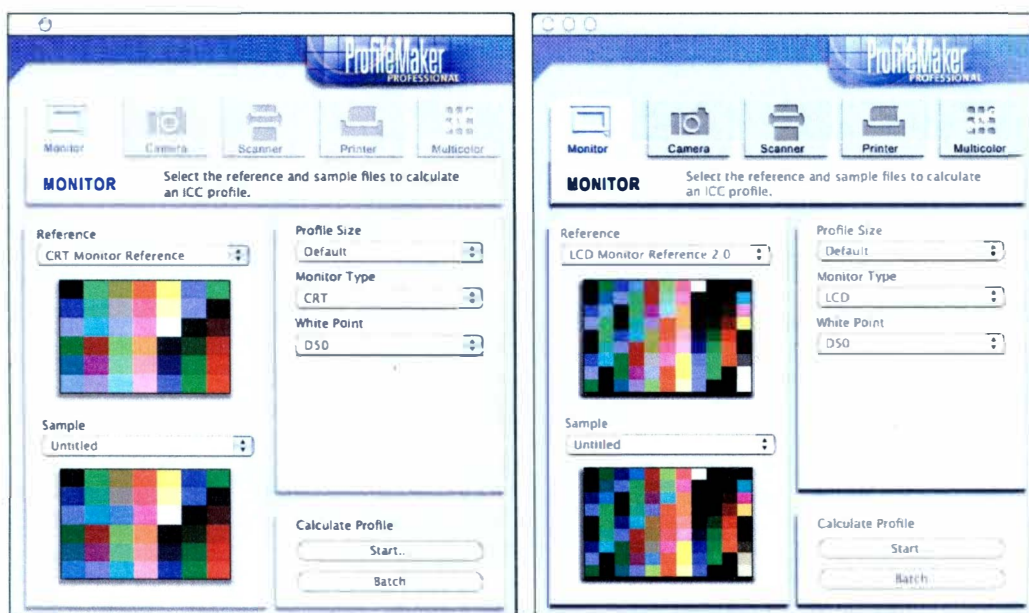 ProfileMaker
PROFESSIONAL
Monitor
Camera
Scanner
Printer
Multicolor
MONITOR
Select the reference and sample files to calculate
an ICC profile.
Reference
CRT Monitor Reference
Profile Size
Default
Monitor Type
CRT
White Point
D50
Sample
Untitled
Calculate Profile
Start..
Batch
ProfileMaker
PROFESSIONAL
Monitor
Camera
Scanner
Printer
Multicolor
MONITOR
Select the reference and sample files to calculate
an ICC profile.
Reference
LCD Monitor Reference 2.0
Profile Size
Default
Monitor Type
LCD
White Point
D50
Sample
Untitled
Calculate Profile
Start
Batch